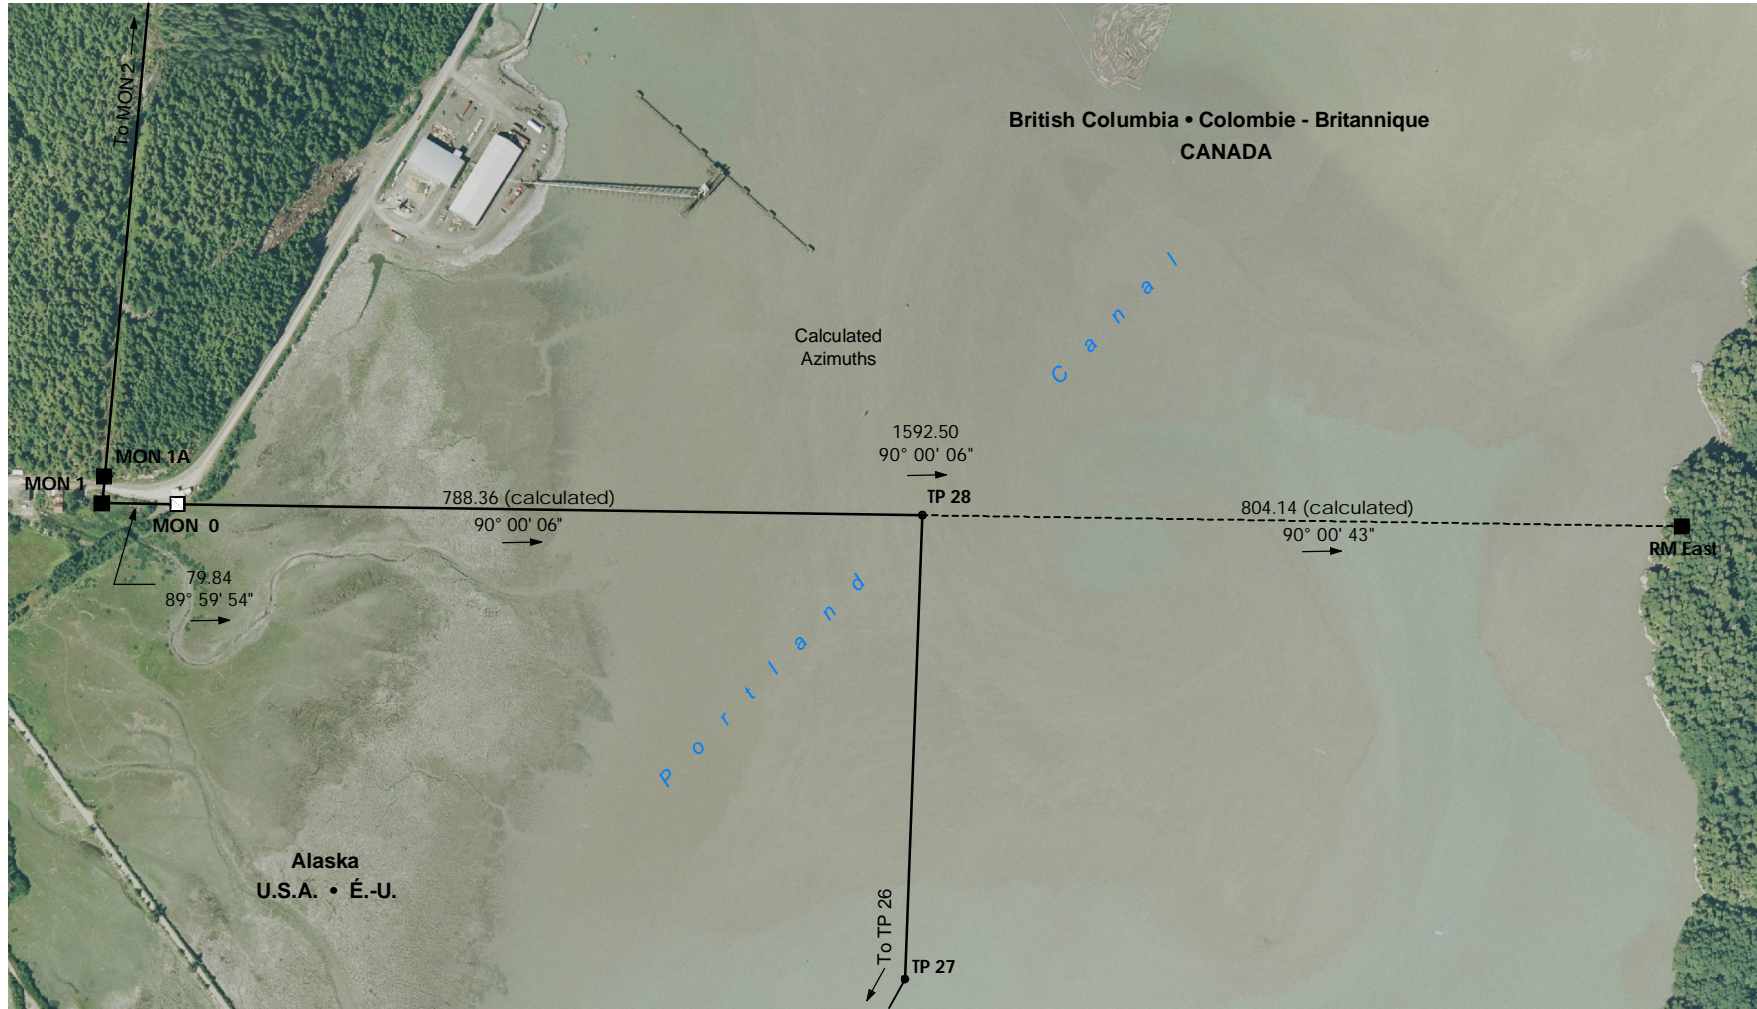 To MON 2
British Columbia • Colombie - Britannique
CANADA
C a n a l
Calculated
Azimuths
1592.50
90° 00' 06"
MON 1A
MON 1
MON 0
788.36 (calculated)
90° 00' 06"
TP 28
804.14 (calculated)
90° 00' 43"
RM East
79.84
89° 59' 54"
P o r t l a n d
Alaska
U.S.A. • É.-U.
To TP 26
TP 27